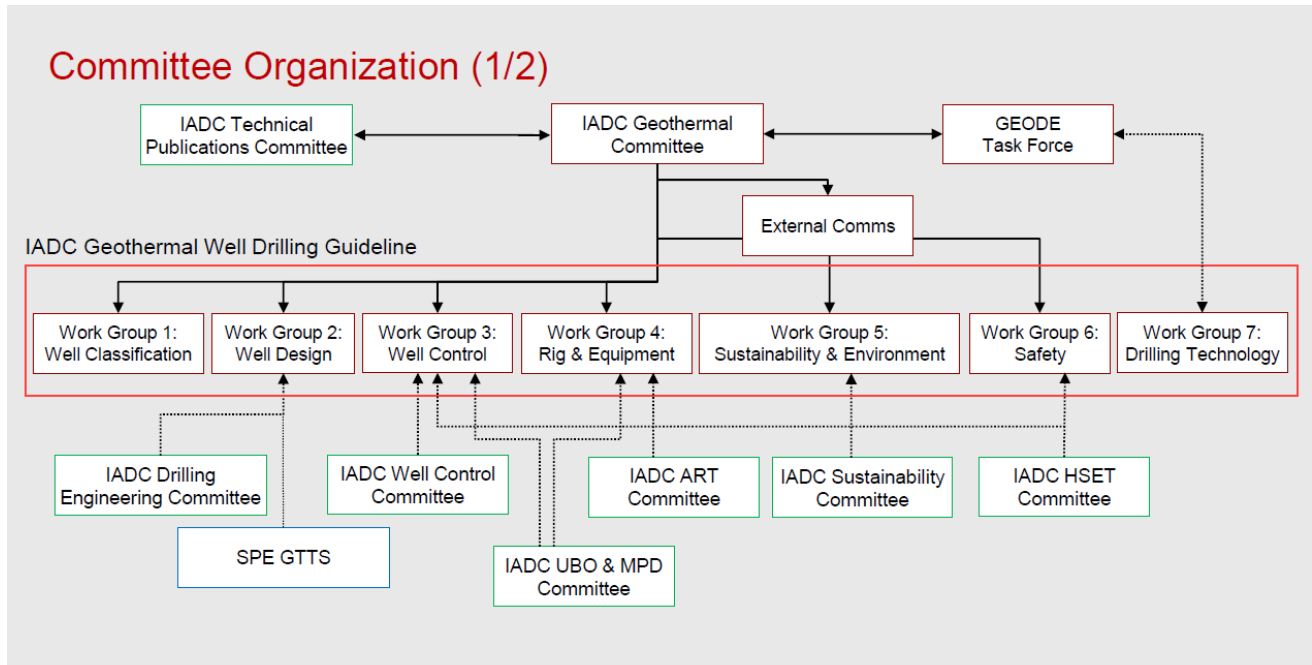 Committee Organization (1/2)
IADC Technical
Publications Committee
IADC Geothermal
Committee
GEODE
Task Force
External Comms
IADC Geothermal Well Drilling Guideline
Work Group 1:
Well Classification
Work Group 2:
Well Design
Work Group 3:
Well Control
Work Group 4:
Rig & Equipment
Work Group 5:
Sustainability & Environment
Work Group 6:
Safety
Work Group 7:
Drilling Technology
IADC Drilling
Engineering Committee
IADC Well Control
Committee
IADC ART
Committee
IADC Sustainability
Committee
IADC HSET
Committee
SPE GTTS
IADC UBO & MPD
Committee